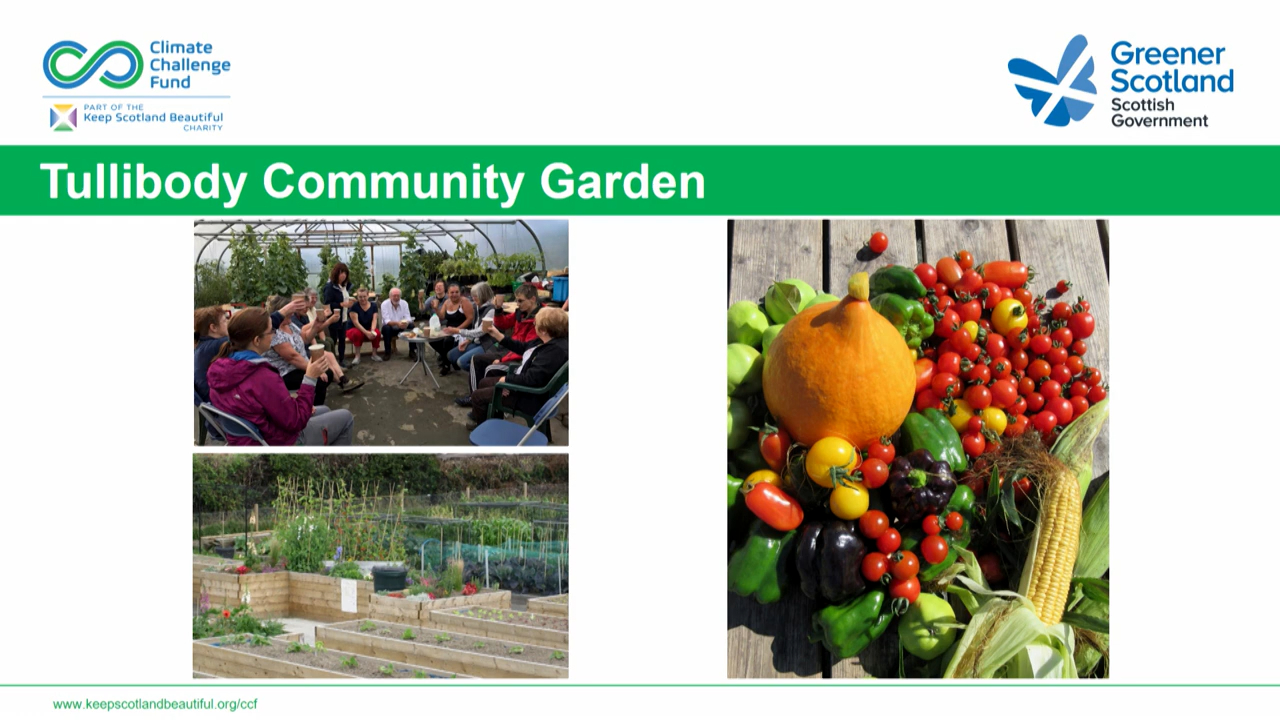 Climate
Challenge
Fund
PART OF THE
Keep Scotland Beautiful
CHARITY
Greener
Scotland
Scottish
Government
Tullibody Community Garden
www.keepscotlandbeautiful.org/ccf